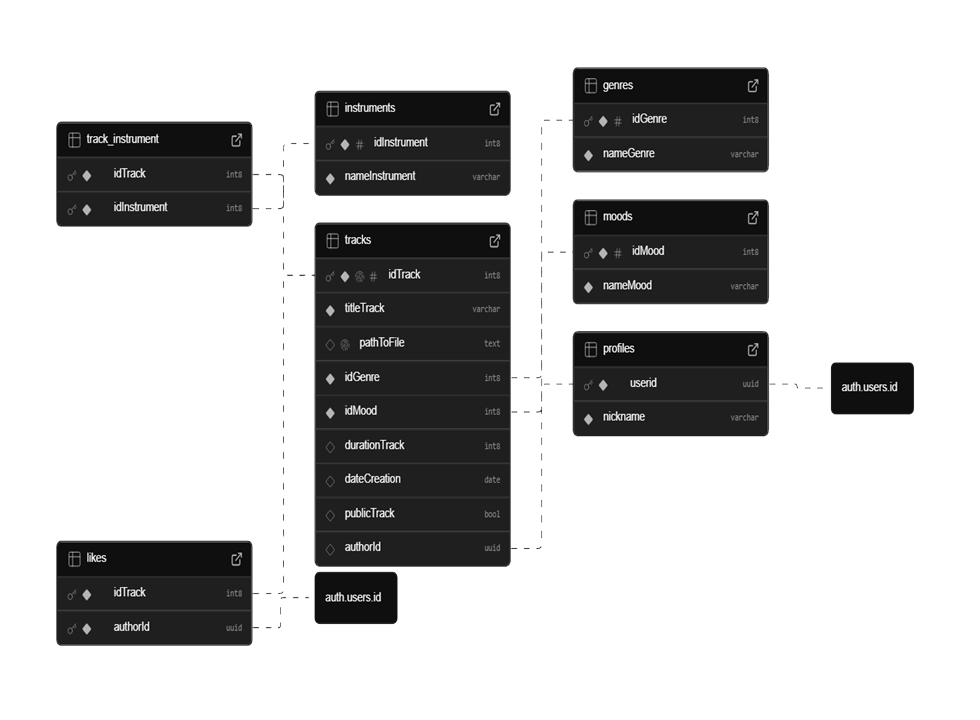 track_instrument
idTrack int8
idInstrument int8
instruments
idInstrument int8
nameInstrument varchar
tracks
idTrack int8
titleTrack varchar
pathToFile text
idGenre int8
idMood int8
durationTrack int8
dateCreation date
publicTrack bool
authorId uuid
genres
idGenre int8
nameGenre varchar
moods
idMood int8
nameMood varchar
profiles
userid uuid
nickname varchar
auth.users.id
likes
idTrack int8
authorId uuid
auth.users.id